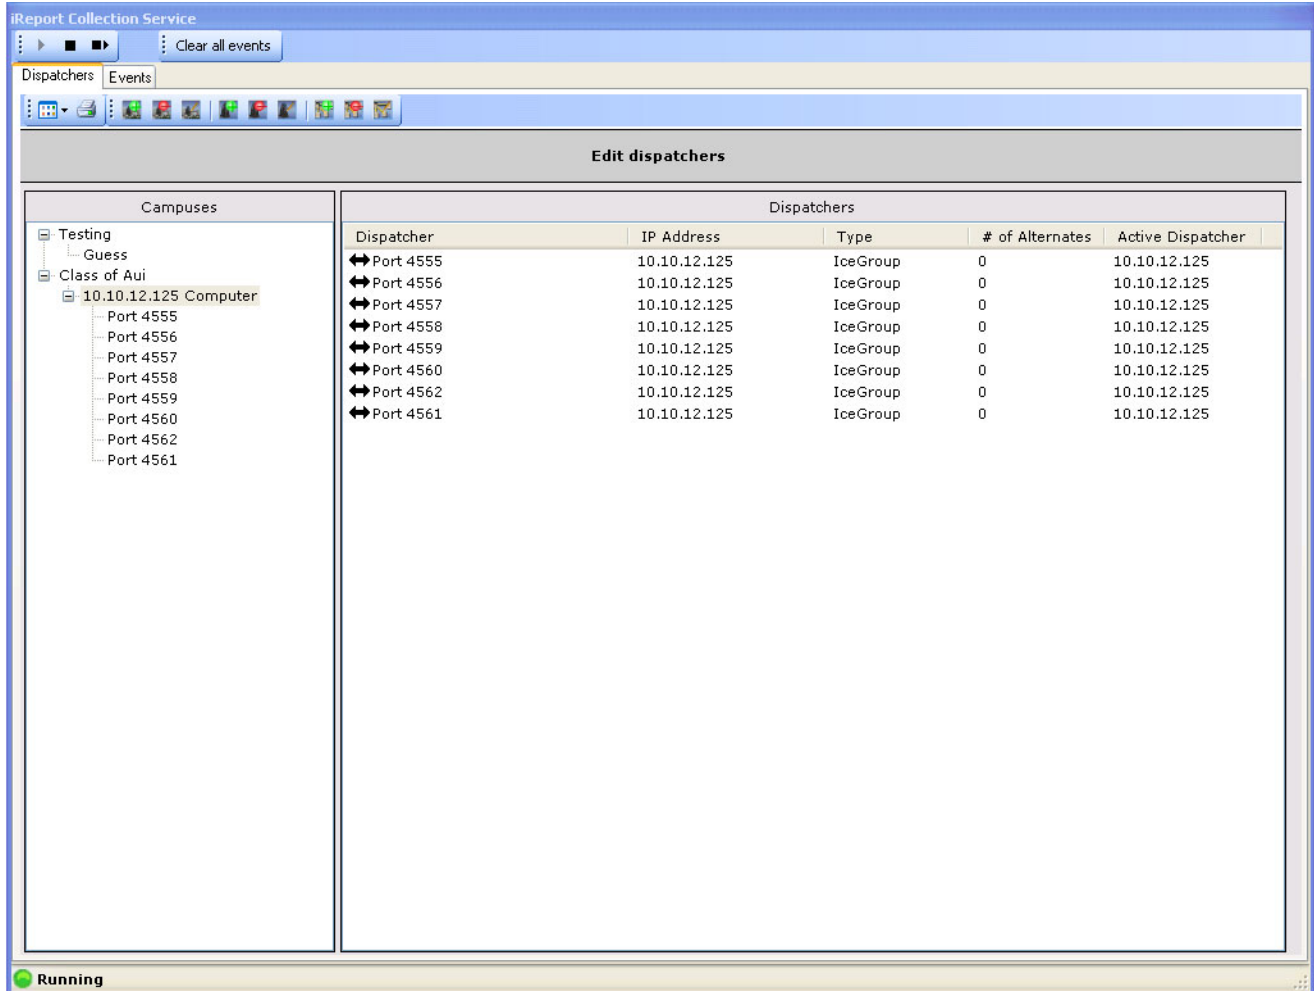 iReport Collection Service
Clear all events
Dispatchers Events
Edit dispatchers
Campuses
Testing
Guess
Class of Aui
10.10.12.125 Computer
Port 4555
Port 4556
Port 4557
Port 4558
Port 4559
Port 4560
Port 4562
Port 4561
Dispatchers
Dispatcher IP Address Type # of Alternates Active Dispatcher
Port 4555 10.10.12.125 IceGroup 0 10.10.12.125
Port 4556 10.10.12.125 IceGroup 0 10.10.12.125
Port 4557 10.10.12.125 IceGroup 0 10.10.12.125
Port 4558 10.10.12.125 IceGroup 0 10.10.12.125
Port 4559 10.10.12.125 IceGroup 0 10.10.12.125
Port 4560 10.10.12.125 IceGroup 0 10.10.12.125
Port 4562 10.10.12.125 IceGroup 0 10.10.12.125
Port 4561 10.10.12.125 IceGroup 0 10.10.12.125
Running